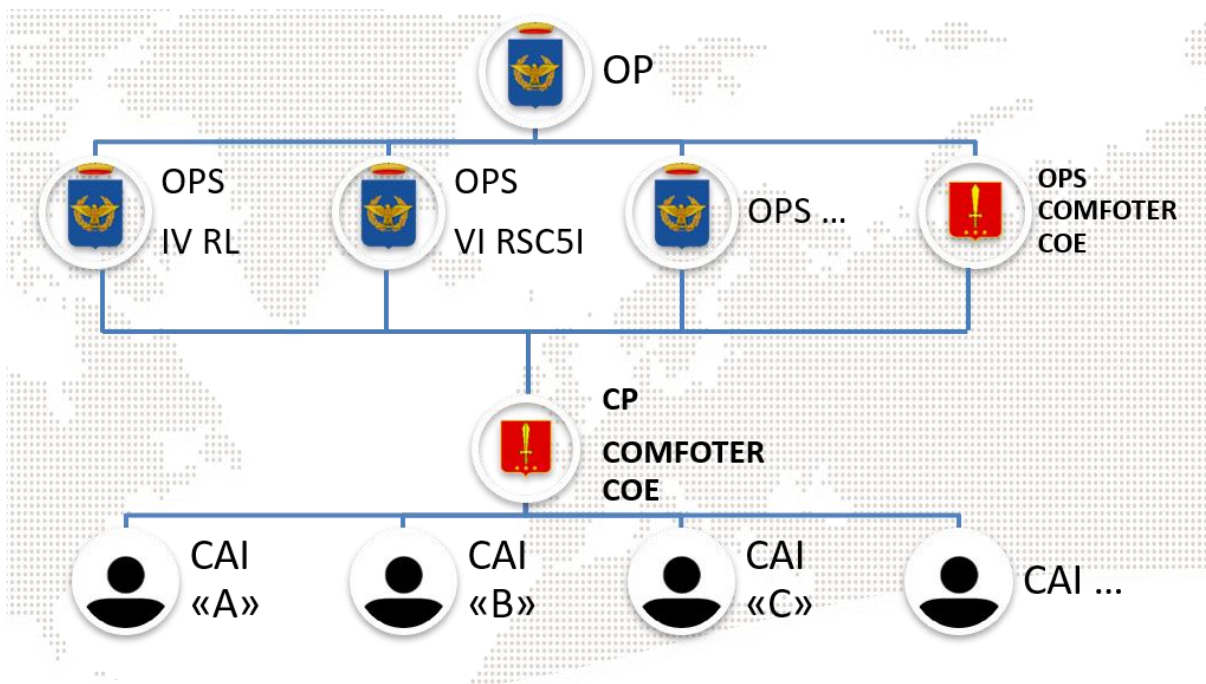 OP
OPS
IV RL
OPS
VI RSC5I
OPS ...
OPS
COMFOTER
COE
CP
COMFOTER
COE
CAI
«A»
CAI
«B»
CAI
«C»
CAI ...